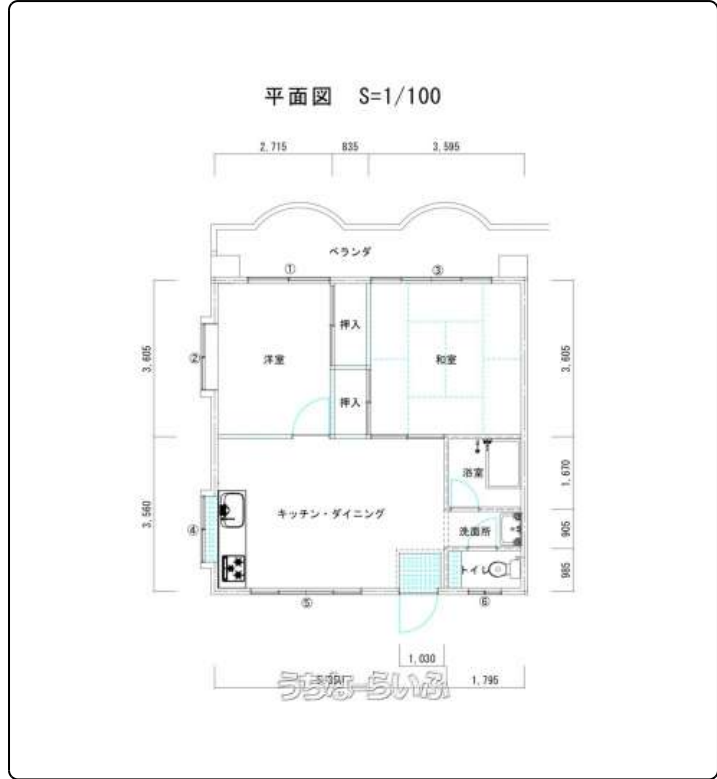 平面図 S=1/100
2,715
835
3,595
ベランダ
①
③
押入
②
洋室
和室
3,605
3,605
押入
浴室
1,670
キッチン・ダイニング
3,560
④
洗面所
905
トイレ
985
⑤
⑥
1,030
1,795
うちなーらいふ